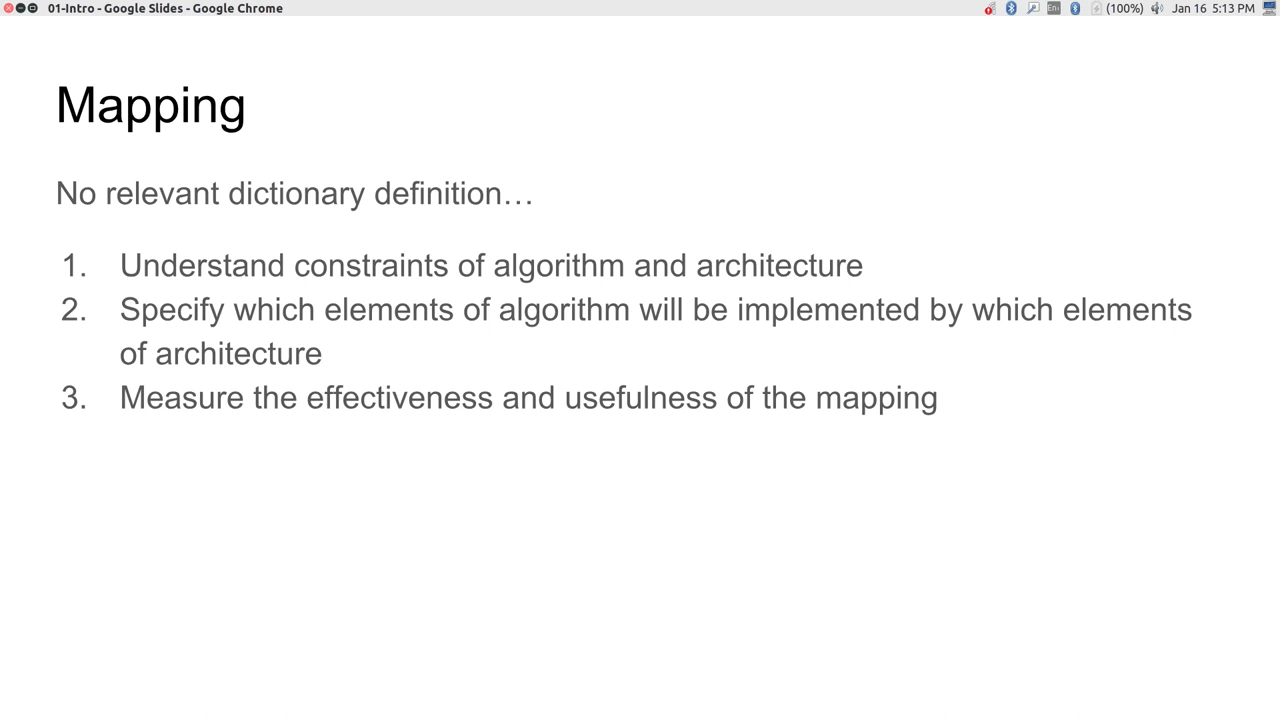 01-Intro - Google Slides - Google Chrome
En (100%) Jan 16 5:13 PM
Mapping
No relevant dictionary definition…
1. Understand constraints of algorithm and architecture
2. Specify which elements of algorithm will be implemented by which elements
of architecture
3. Measure the effectiveness and usefulness of the mapping